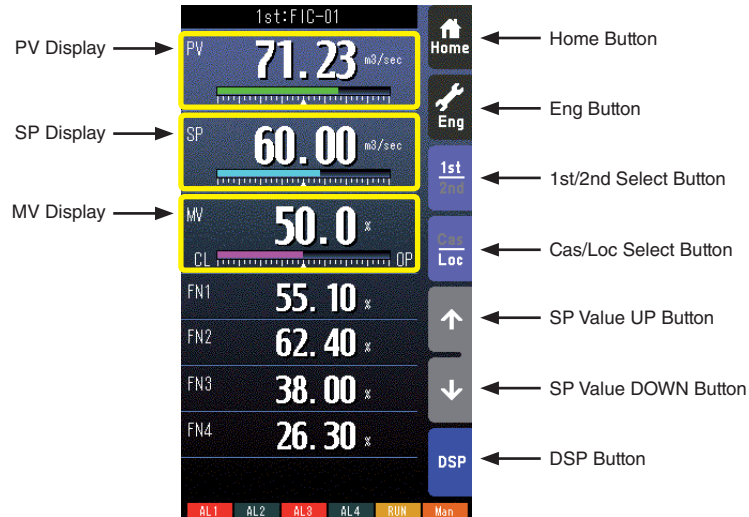 1st:FIC-01
PV Display
PV
71.23 m3/sec
Home
Home Button
Eng
Eng Button
SP Display
SP
60.00 m3/sec
1st
2nd
1st/2nd Select Button
MV Display
MV
50.0 %
CL
OP
Cas
Loc
Cas/Loc Select Button
FN1
55.10 %
SP Value UP Button
FN2
62.40 %
FN3
38.00 %
SP Value DOWN Button
FN4
26.30 %
DSP
DSP Button
AL1 AL2 AL3 AL4 RUN Man